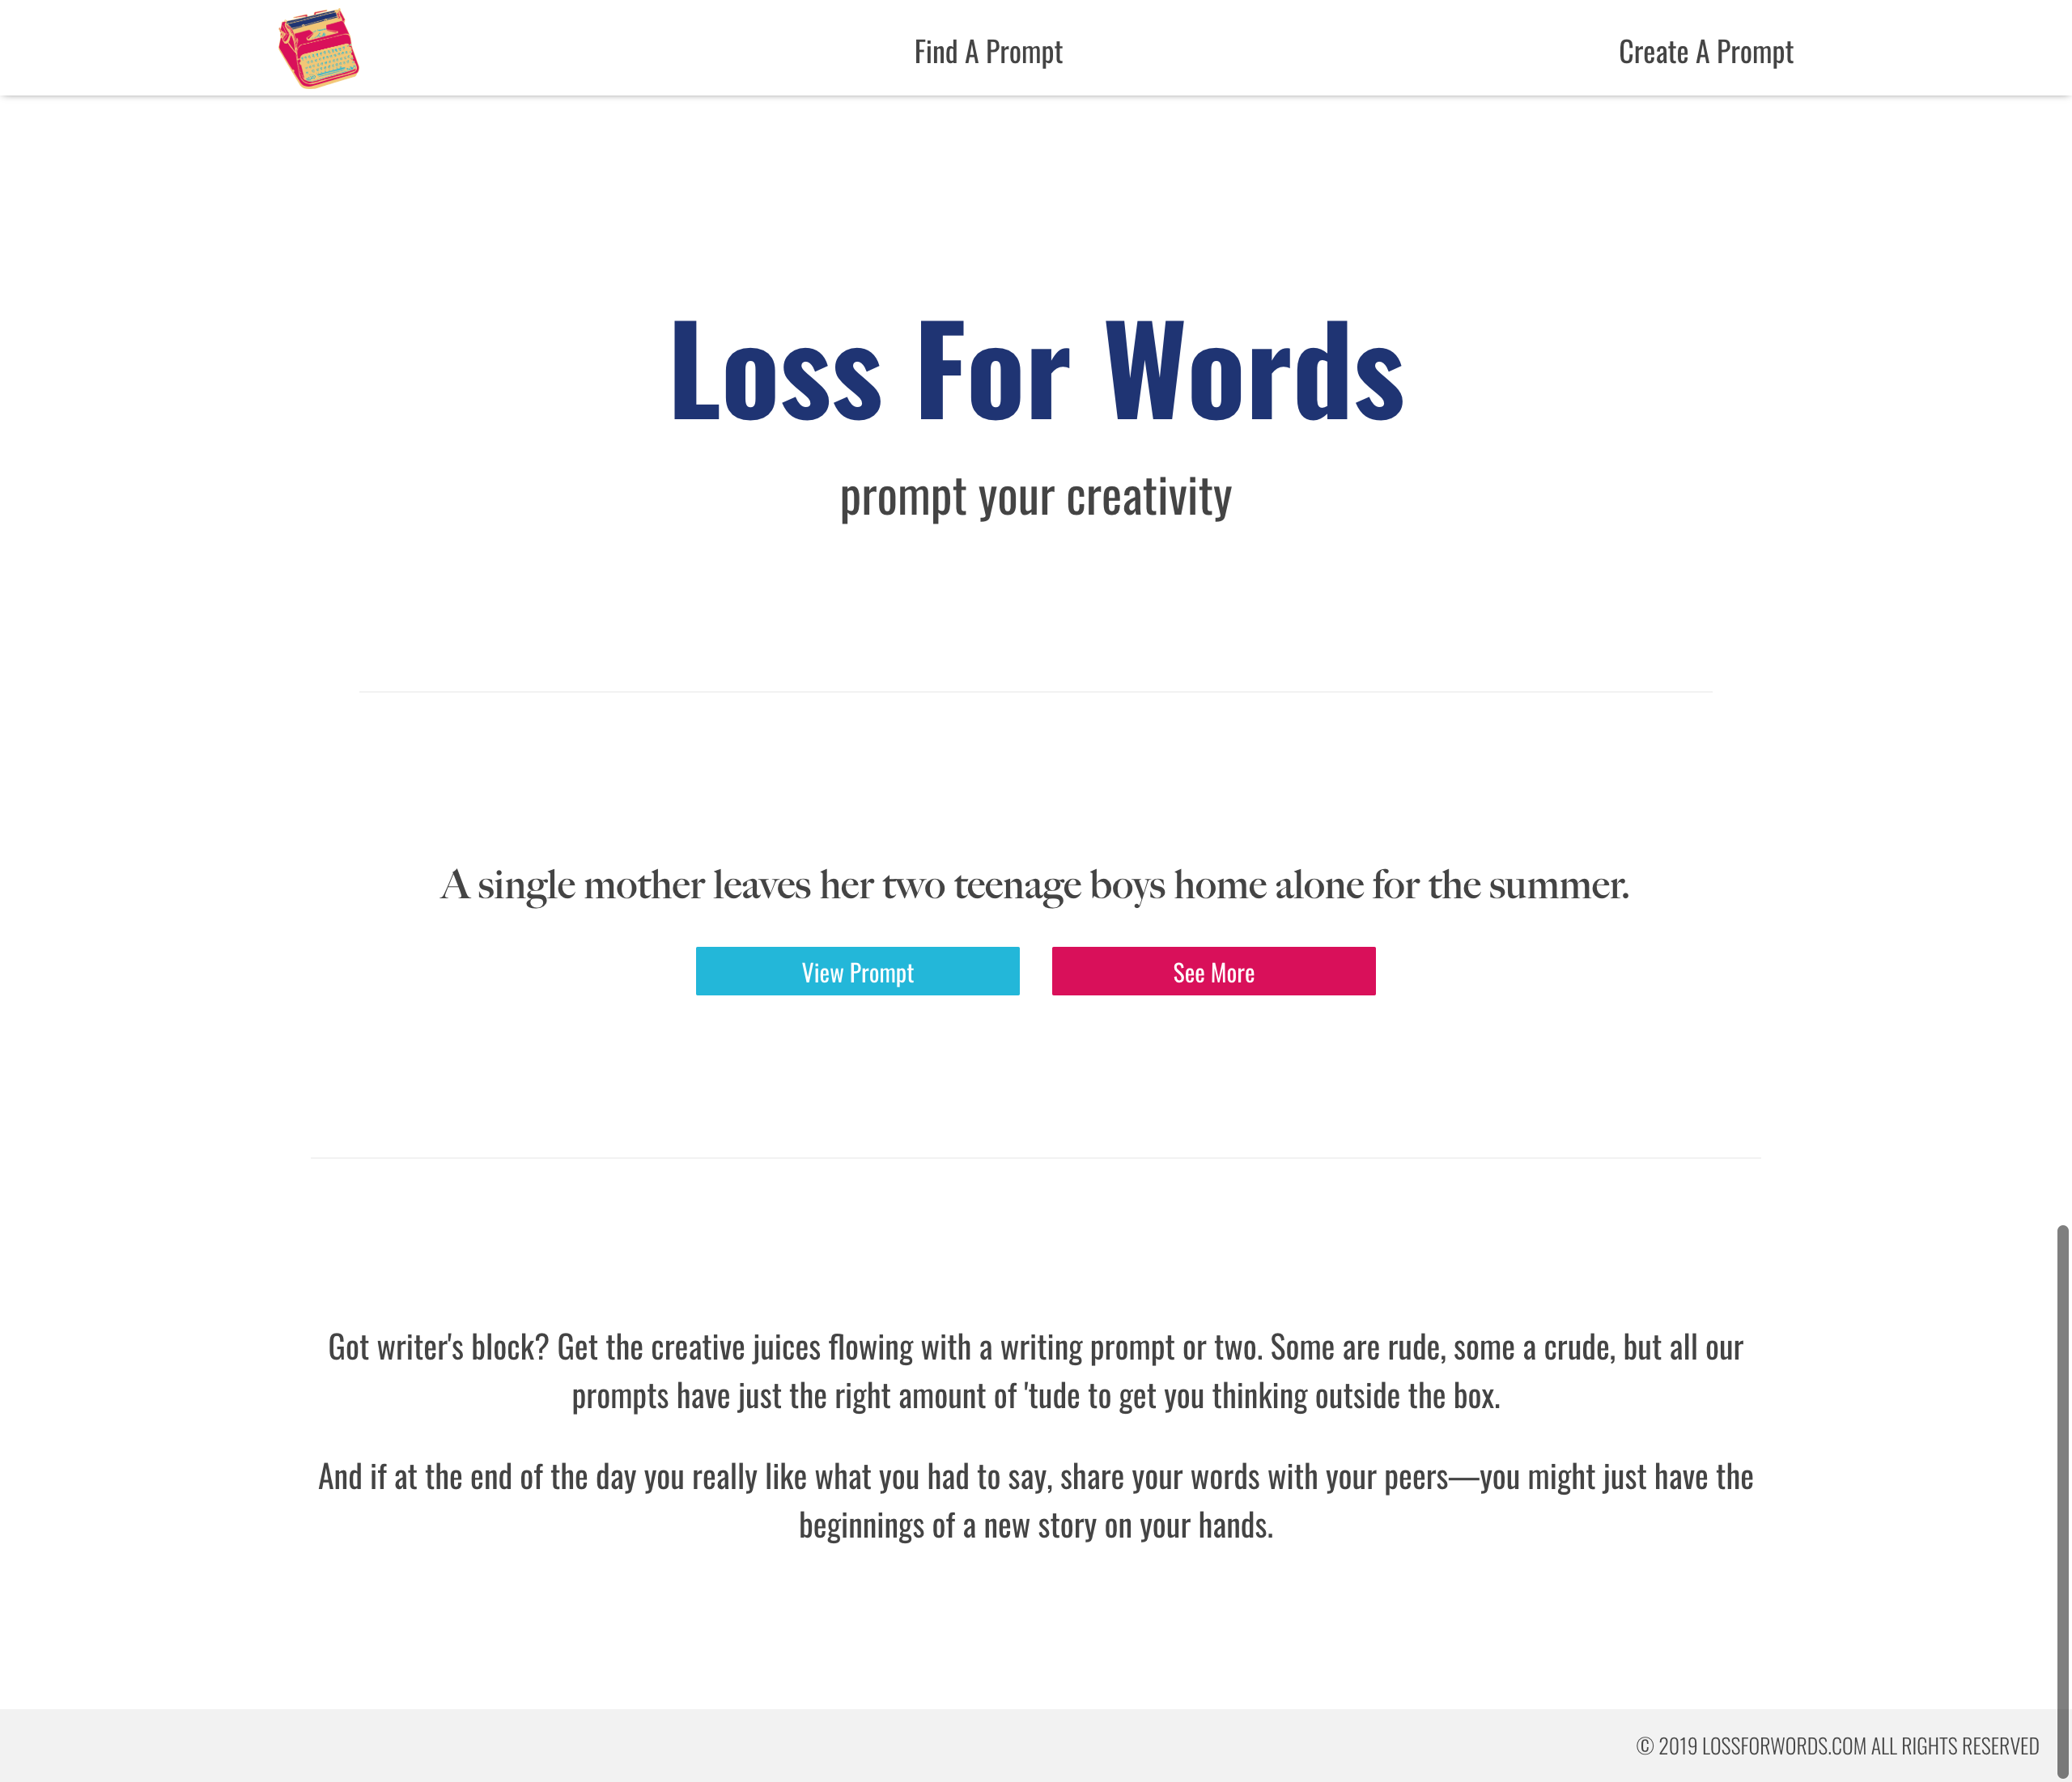 Find A Prompt
Create A Prompt
Loss For Words
prompt your creativity
A single mother leaves her two teenage boys home alone for the summer.
View Prompt
See More
Got writer's block? Get the creative juices flowing with a writing prompt or two. Some are rude, some a crude, but all our
prompts have just the right amount of 'tude to get you thinking outside the box.
And if at the end of the day you really like what you had to say, share your words with your peers—you might just have the
beginnings of a new story on your hands.
© 2019 LOSSFORWORDS.COM ALL RIGHTS RESERVED